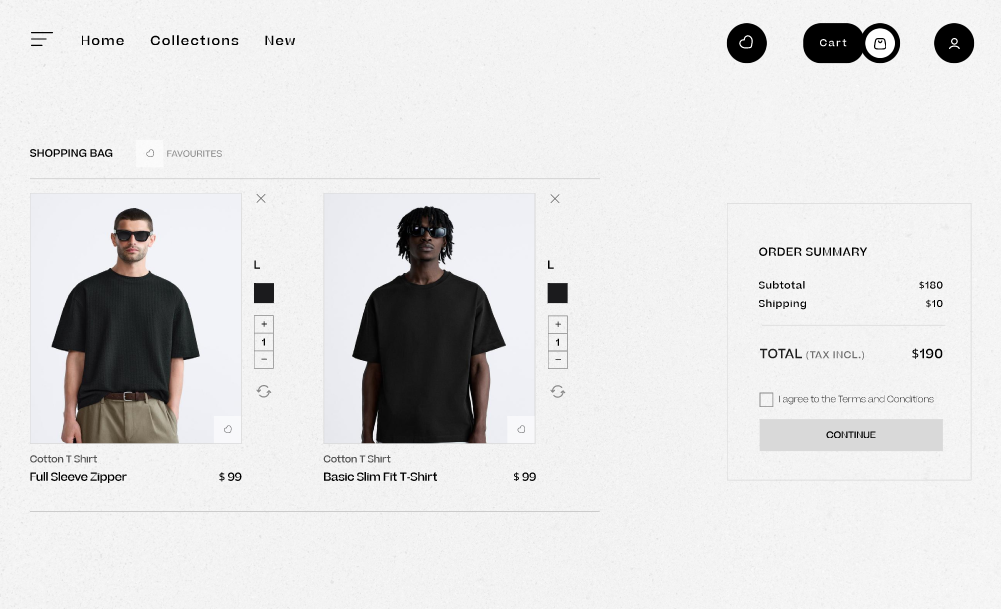 Home Collections New Cart
SHOPPING BAG FAVOURITES
L
+
1
−
L
+
1
−
Cotton T Shirt
Full Sleeve Zipper $ 99
Cotton T Shirt
Basic Slim Fit T-Shirt $ 99
ORDER SUMMARY
Subtotal $180
Shipping $10
TOTAL (TAX INCL.) $190
I agree to the Terms and Conditions
CONTINUE